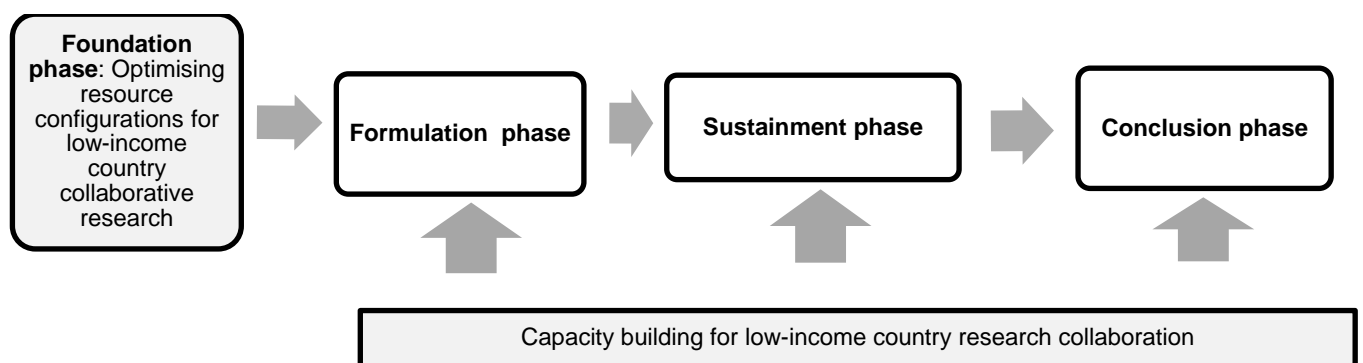 Foundation
phase: Optimising
resource
configurations for
low-income
country
collaborative
research
Formulation phase
Sustainment phase
Conclusion phase
Capacity building for low-income country research collaboration